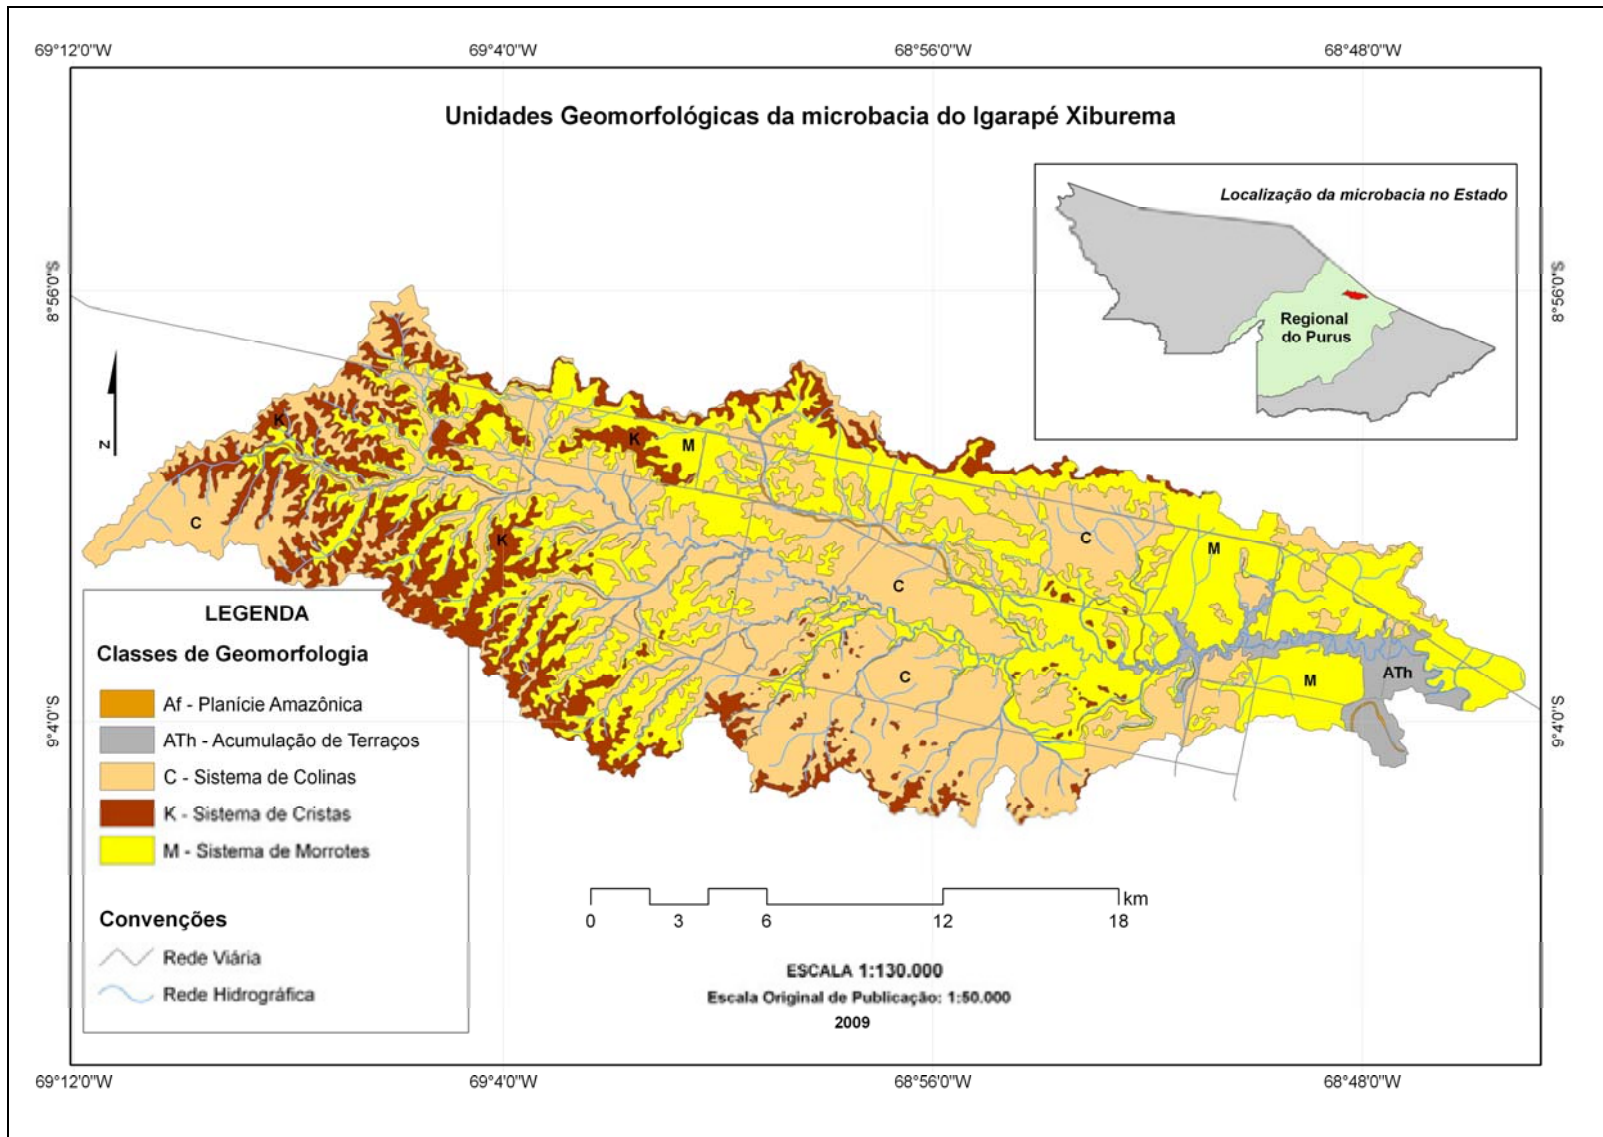 69°12'0"W 69°4'0"W 68°56'0"W 68°48'0"W
Unidades Geomorfológicas da microbacia do Igarapé Xiburema
Localização da microbacia no Estado
Regional
do Purus
8°56'0"S
8°56'0"S
N
K
K
M
C
K
C
M
C
C
M
ATh
9°4'0"S
9°4'0"S
LEGENDA
Classes de Geomorfologia
Af - Planície Amazônica
ATh - Acumulação de Terraços
C - Sistema de Colinas
K - Sistema de Cristas
M - Sistema de Morrotes
Convenções
Rede Viária
Rede Hidrográfica
km
0 3 6 12 18
ESCALA 1:130.000
Escala Original de Publicação: 1:50.000
2009
69°12'0"W 69°4'0"W 68°56'0"W 68°48'0"W